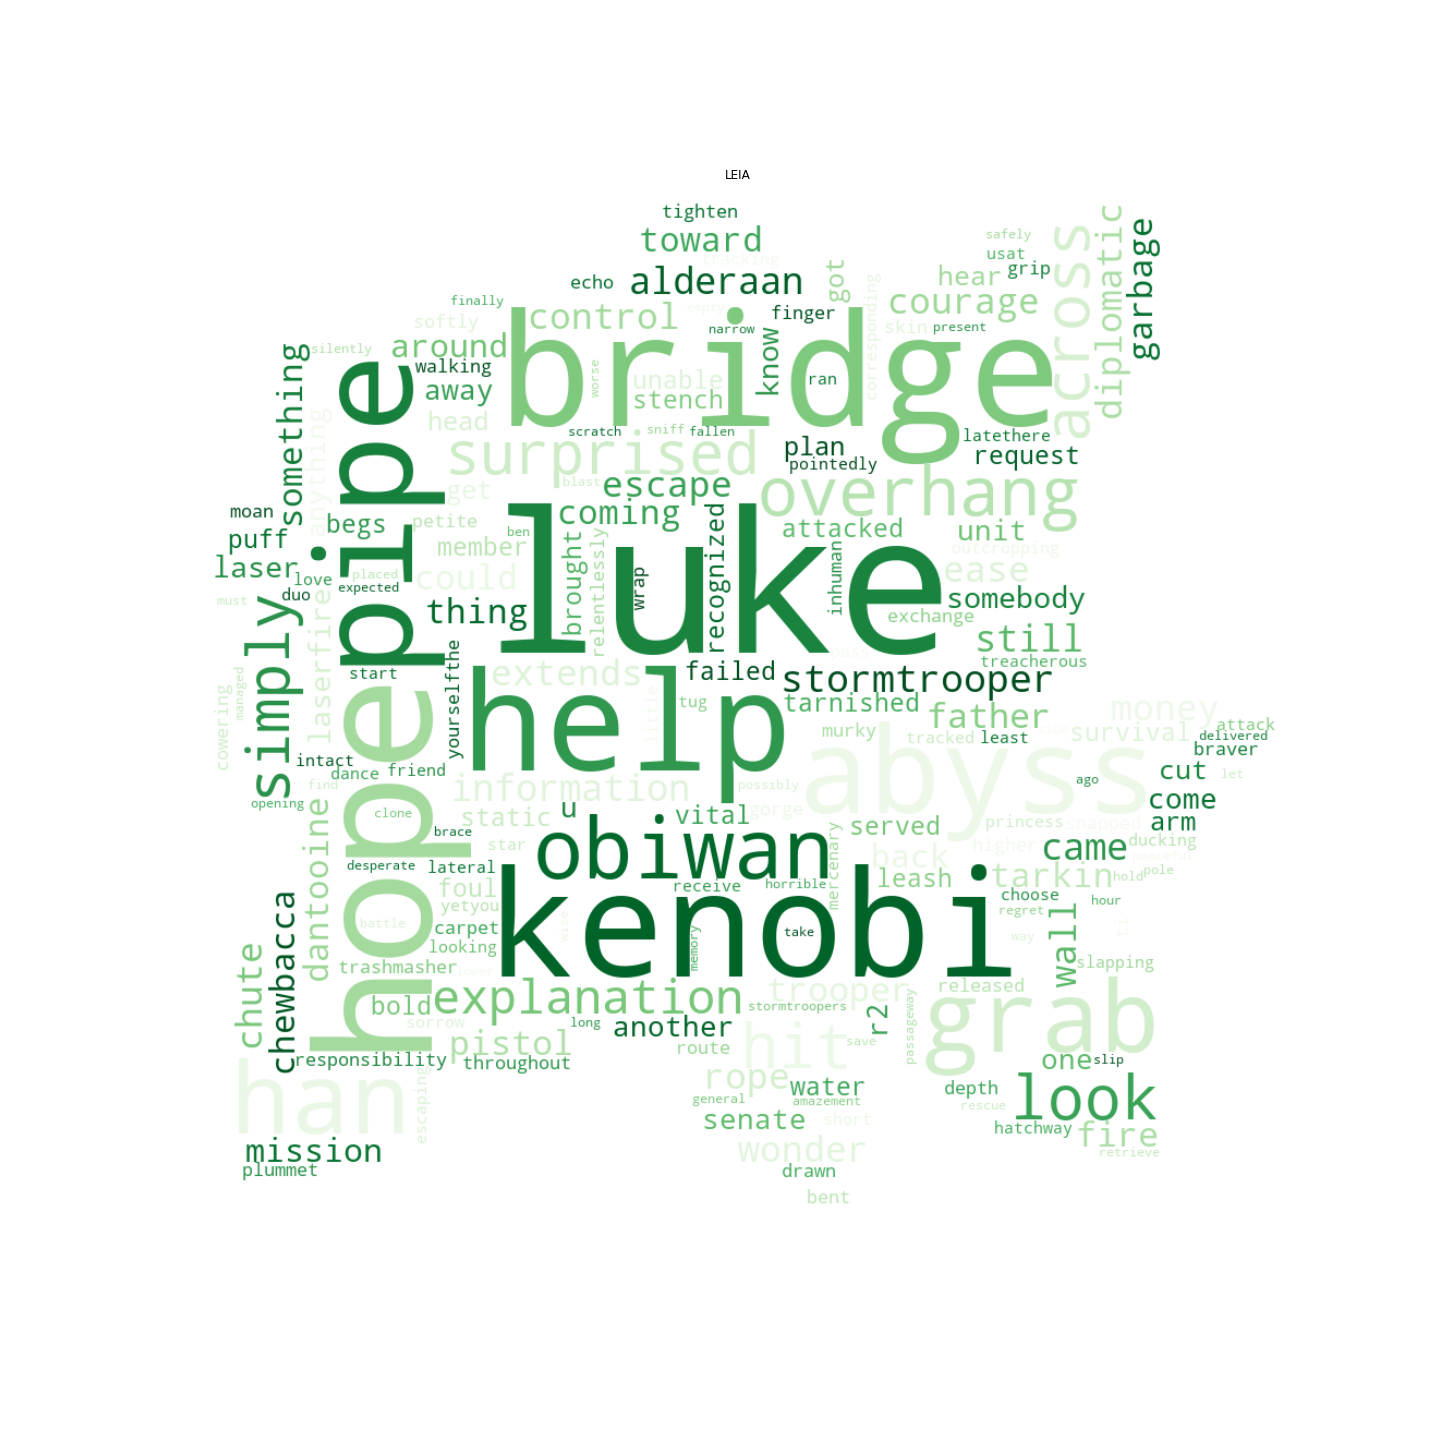 LEIA
tighten
toward
tracking
safely
usat
grip
hear
across
diplomatic
garbage
echo
alderaan
got
corresponding
courage
finally
softly
control
empty
narrow
finger
know
skin
present
silently
around
walking
away
bridge
worse
unable
stench
ran
something
anything
pipe
head
surprised
scratch
sniff
fallen
plan
pointedly
latethere
request
get
blast
escape
overhang
moan
puff
begs
petite
ben
coming
attacked
unit
member
outcropping
laser
love
placed
expected
could
brought
relentlessly
luke
wrap
recognized
inhuman
ease
must
duo
laserfire
thing
exchange
somebody
still
treacherous
simply
start
yourselfthe
extends
help
little
failed
tug
pass
stormtrooper
tarnished
father
money
managed
cowering
intact
dance
friend
murky
tracked
least
survival
attack
delivered
braver
find
opening
dantooine
clone
information
possibly
abyss
ago
cut
let
come
hope
brace
static
u
vital
gorge
served
princess
snapped
arm
desperate
star
obiwan
mercenary
back
higher
came
ducking
peaceful
lateral
foul
receive
horrible
leash
tarkin
hold
pole
chewbacca
yetyou
kenobi
choose
hour
regret
battle
carpet
wise
take
way
wall
chute
looking
memory
trashmasher
lower
slapping
bold
explanation
trooper
released
grab
sorrow
long
another
stormtroopers
r2
passageway
pistol
hit
save
responsibility
throughout
route
one
slip
han
escaping
rope
water
depth
look
general
amazement
rescue
senate
short
hatchway
fire
mission
wonder
retrieve
plummet
drawn
bent